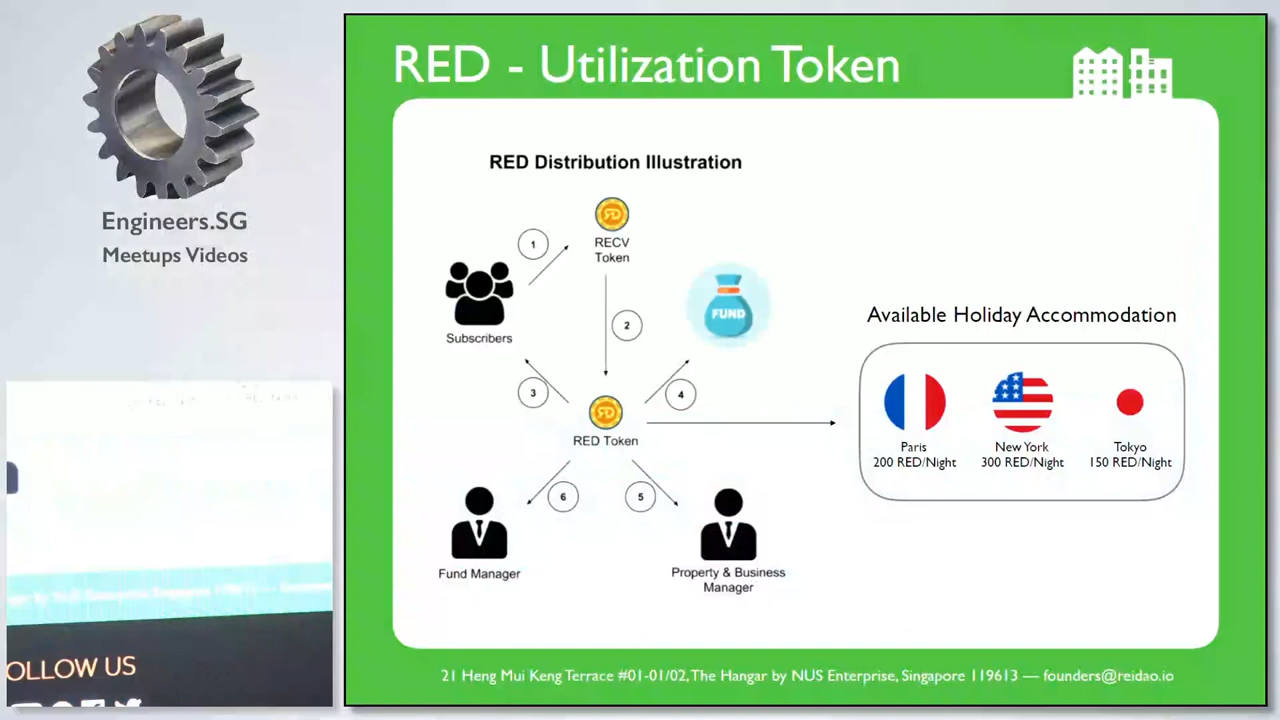 Engineers.SG
Meetups Videos
OLLOW US
RED - Utilization Token
RED Distribution Illustration
RECV
Token
1
Subscribers
2
FUND
3
4
RED Token
6
5
Fund Manager
Property & Business
Manager
Available Holiday Accommodation
Paris
200 RED/Night
New York
300 RED/Night
Tokyo
150 RED/Night
21 Heng Mui Keng Terrace #01-01/02, The Hangar by NUS Enterprise, Singapore 119613 — founders@reidao.io